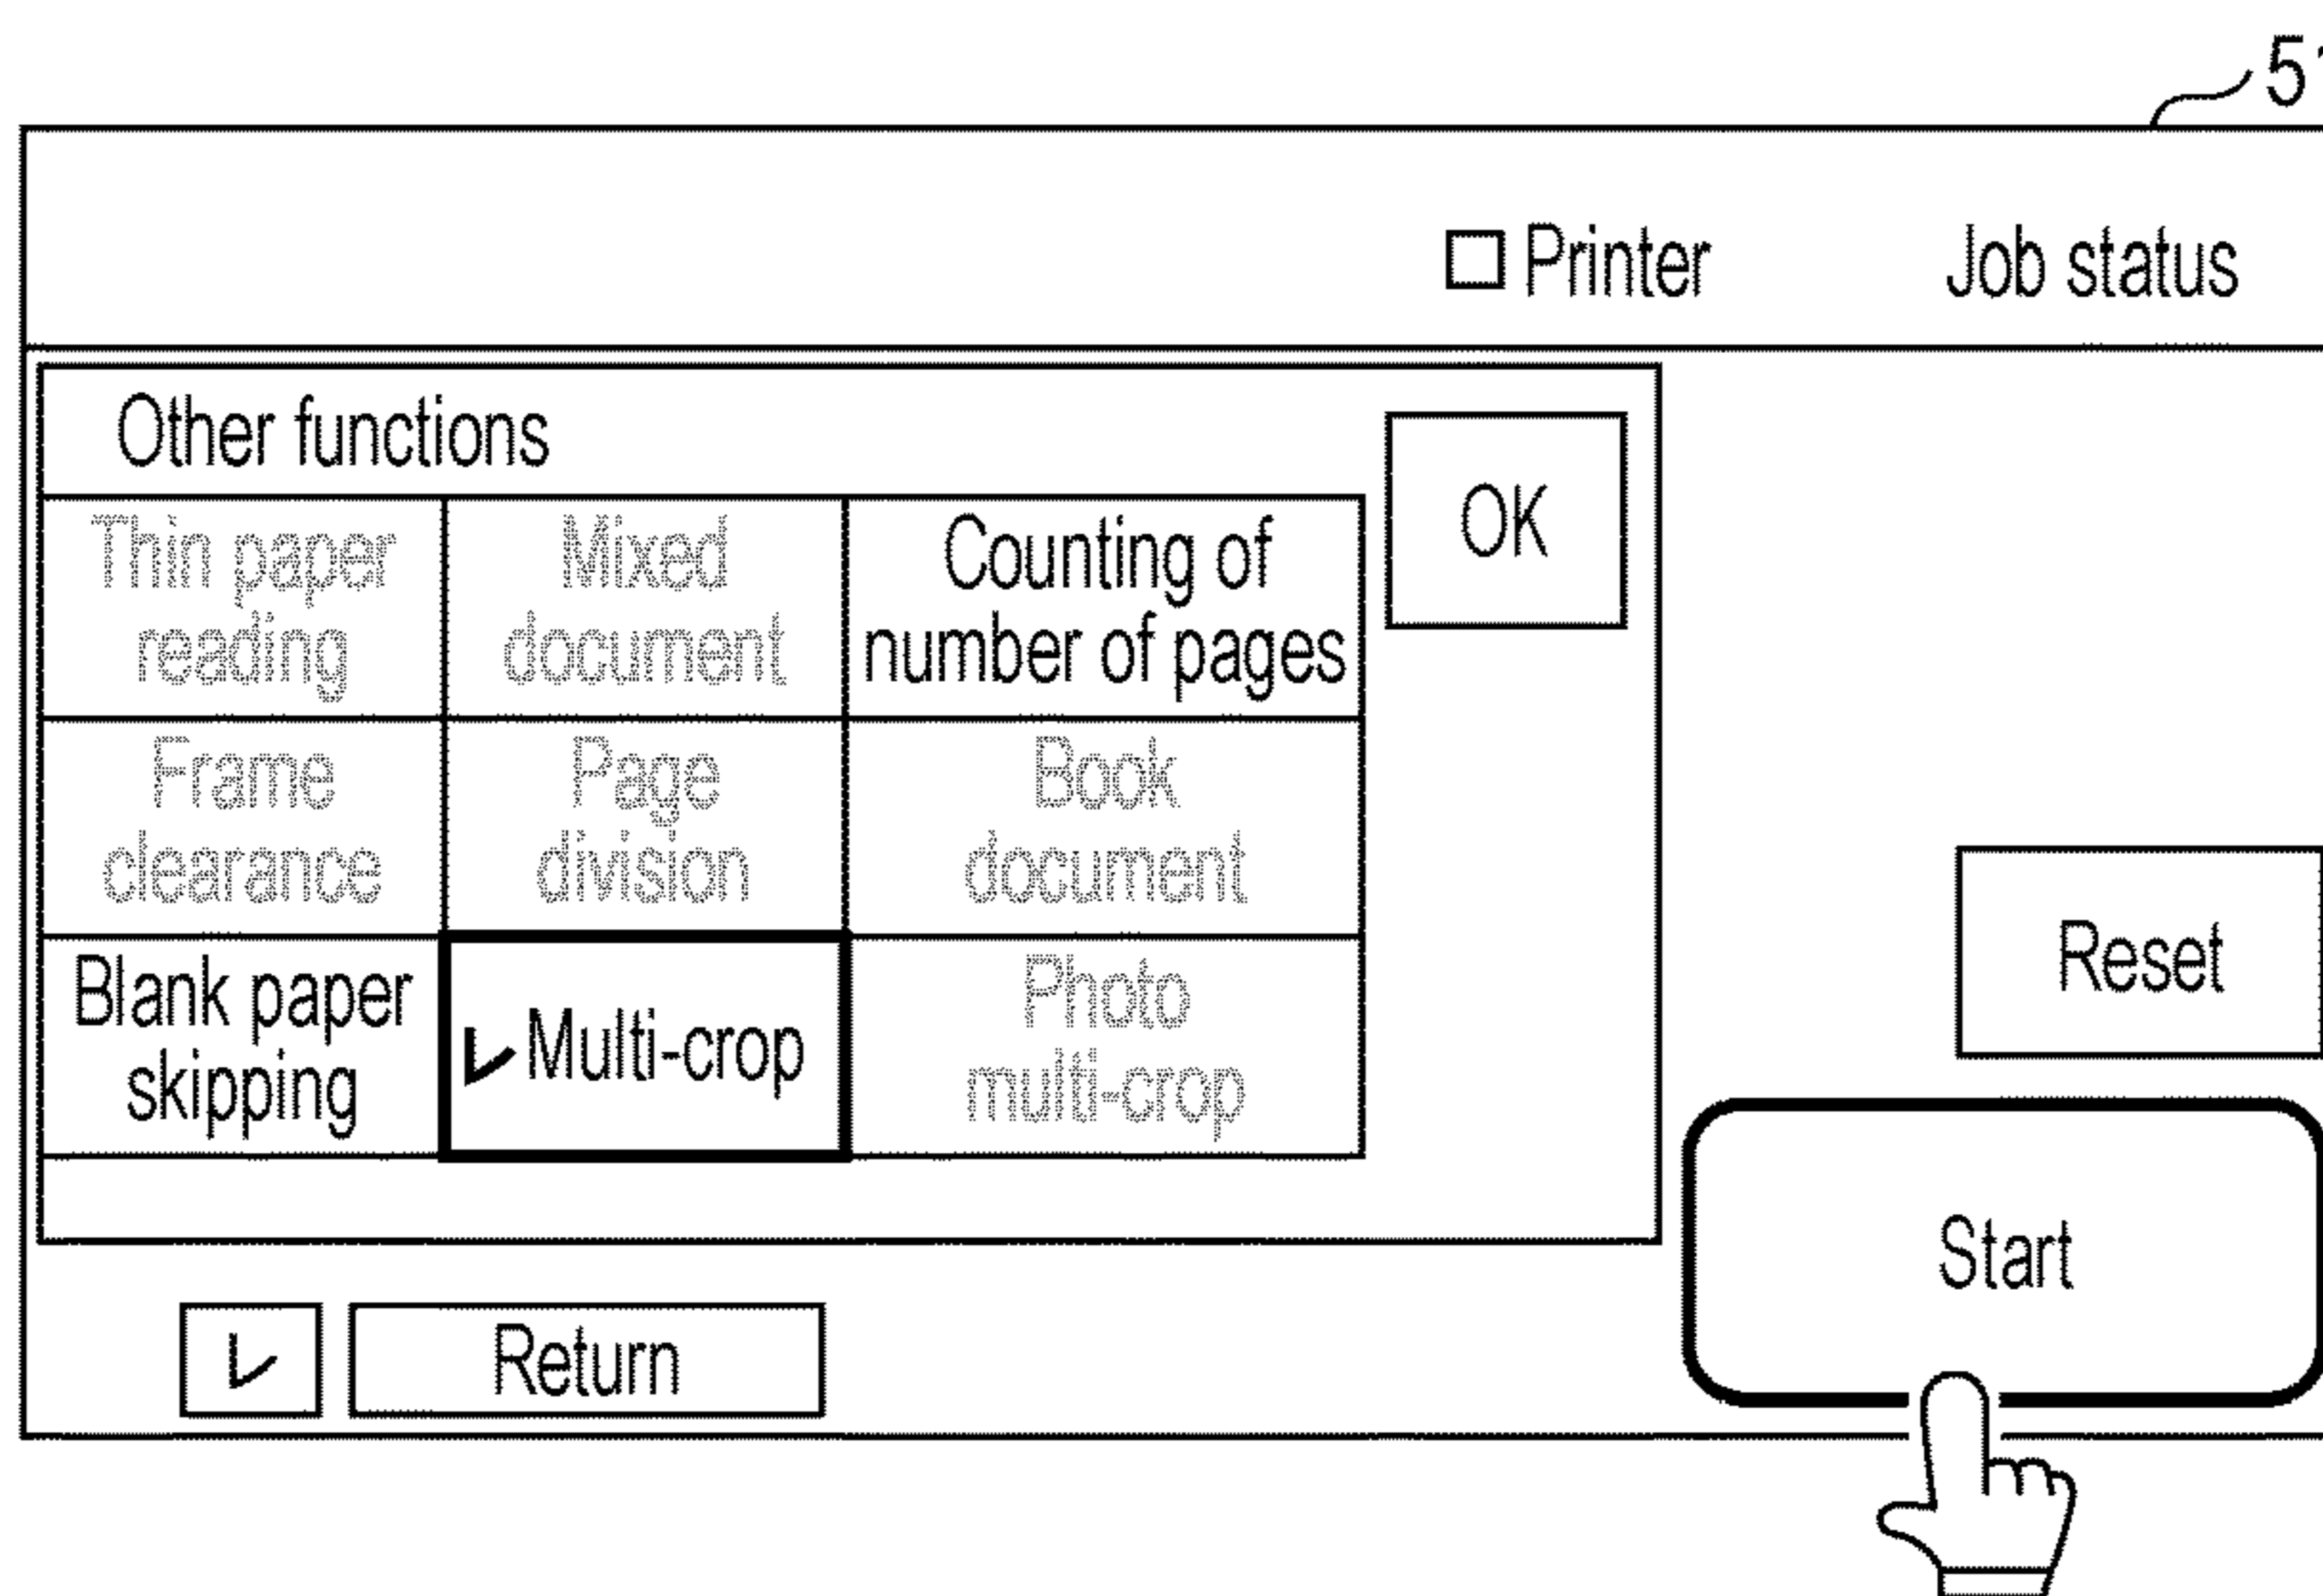 51
Printer
Job status
Other functions
OK
Thin paper
reading
Mixed
document
Counting of
number of pages
Frame
clearance
Page
division
Book
document
Blank paper
skipping
Multi-crop
Photo
multi-crop
Reset
Start
Return